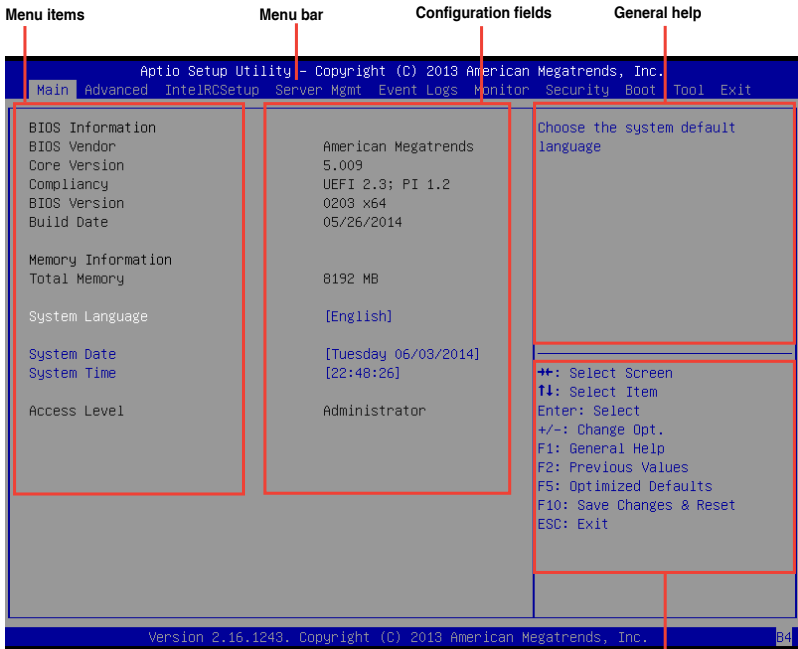 Menu items Menu bar Configuration fields General help
Aptio Setup Utility – Copyright (C) 2013 American Megatrends, Inc.
Main Advanced IntelRCSetup Server Mgmt Event Logs Monitor Security Boot Tool Exit
BIOS Information
BIOS Vendor American Megatrends
Core Version 5.009
Compliancy UEFI 2.3; PI 1.2
BIOS Version 0203 x64
Build Date 05/26/2014
Memory Information
Total Memory 8192 MB
System Language [English]
System Date [Tuesday 06/03/2014]
System Time [22:48:26]
Access Level Administrator
Choose the system default
language
→←: Select Screen
↑↓: Select Item
Enter: Select
+/-: Change Opt.
F1: General Help
F2: Previous Values
F5: Optimized Defaults
F10: Save Changes & Reset
ESC: Exit
Version 2.16.1243. Copyright (C) 2013 American Megatrends, Inc.
B4